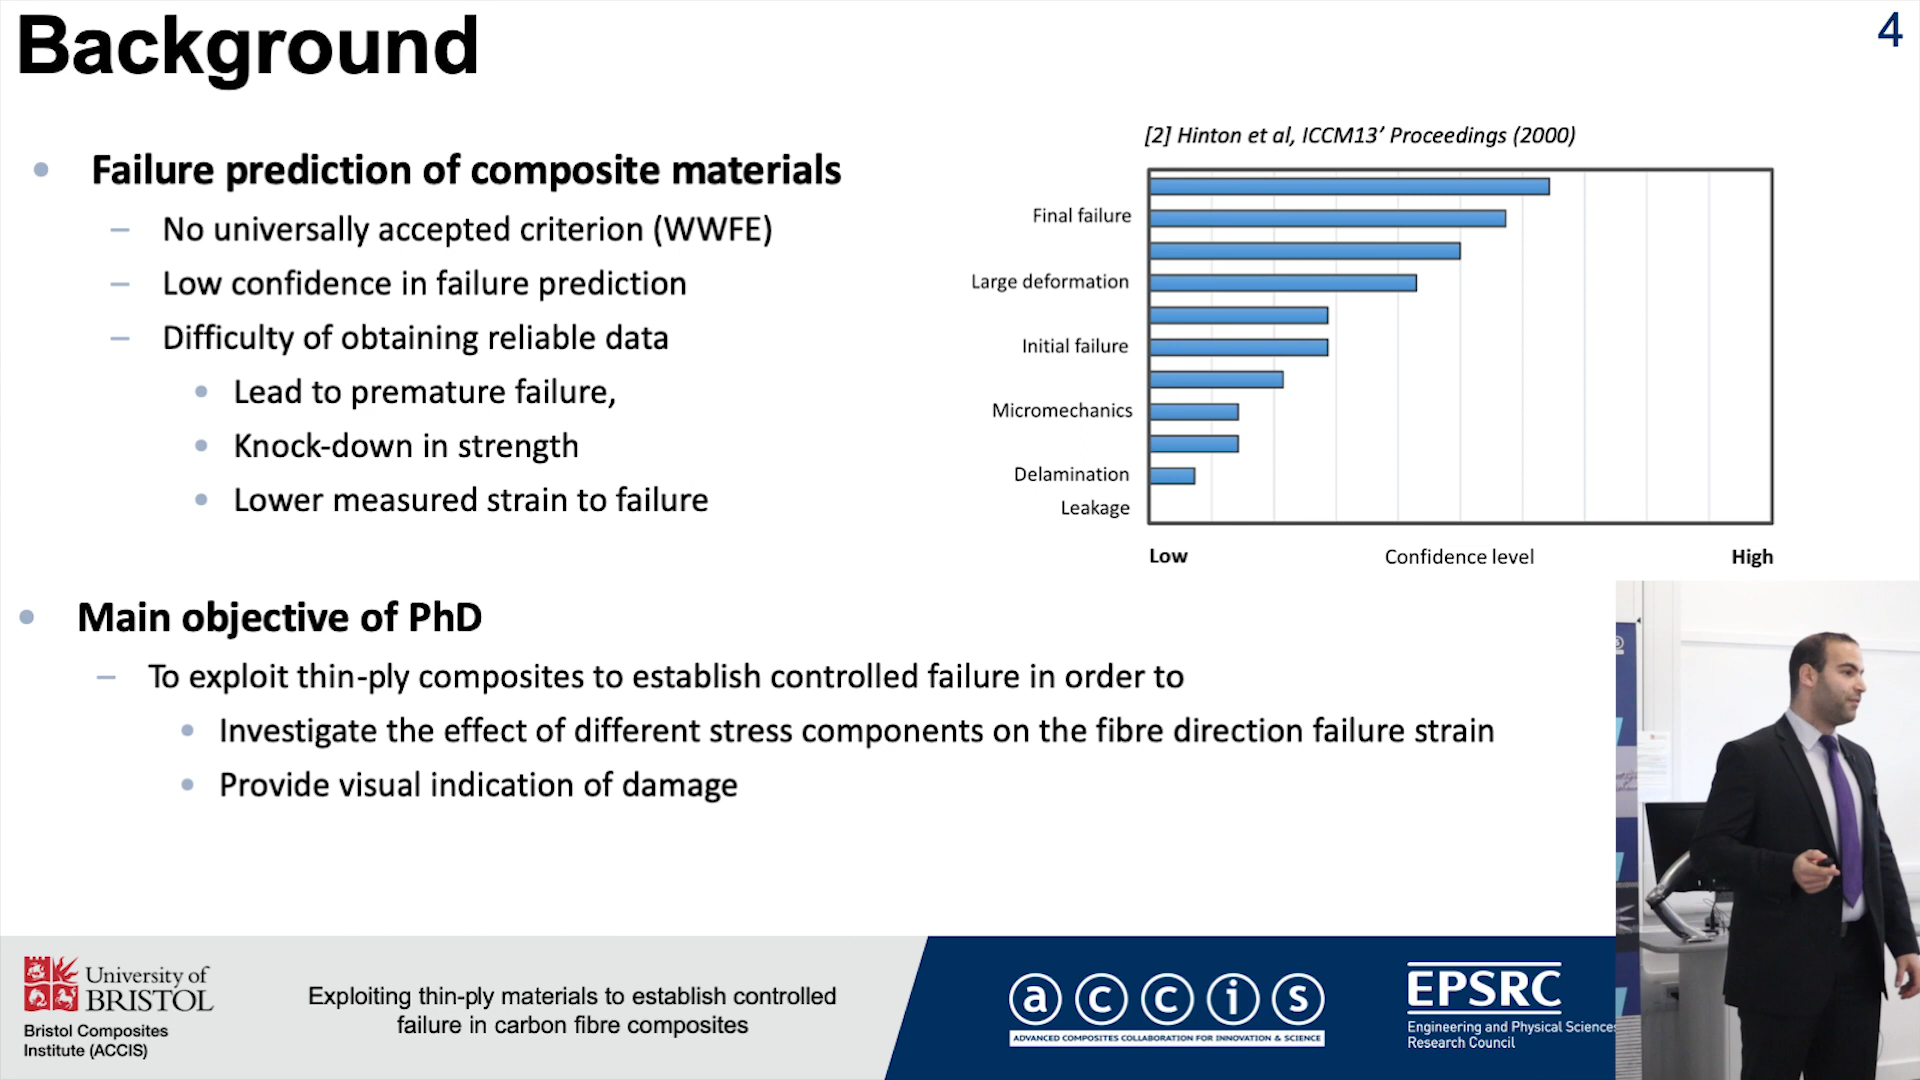 Background
4
Failure prediction of composite materials
– No universally accepted criterion (WWFE)
– Low confidence in failure prediction
– Difficulty of obtaining reliable data
Lead to premature failure,
Knock-down in strength
Lower measured strain to failure
[2] Hinton et al, ICCM13’ Proceedings (2000)
Final failure
Large deformation
Initial failure
Micromechanics
Delamination
Leakage
Low Confidence level High
Main objective of PhD
– To exploit thin-ply composites to establish controlled failure in order to
Investigate the effect of different stress components on the fibre direction failure strain
Provide visual indication of damage
University of
BRISTOL
Bristol Composites
Institute (ACCIS)
Exploiting thin-ply materials to establish controlled
failure in carbon fibre composites
accis
ADVANCED COMPOSITES COLLABORATION FOR INNOVATION & SCIENCE
EPSRC
Engineering and Physical Sciences
Research Council